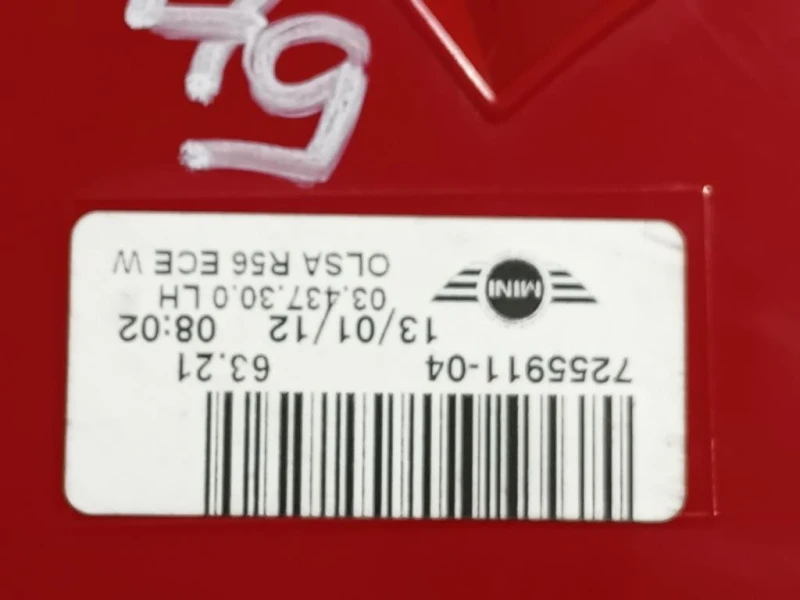 7255911-04 63.21
13/01/12 08:02
03.437.30.0 LH
MINI
OLSA R56 ECE W